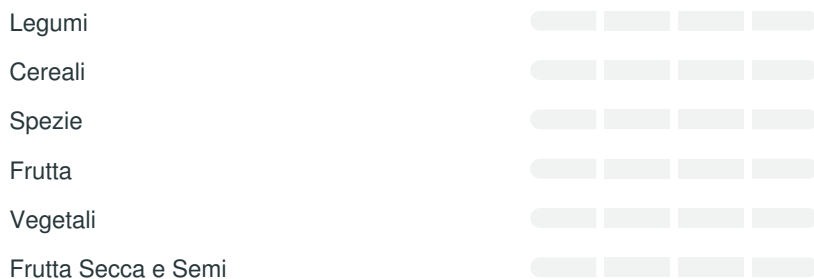 Legumi
Cereali
Spezie
Frutta
Vegetali
Frutta Secca e Semi